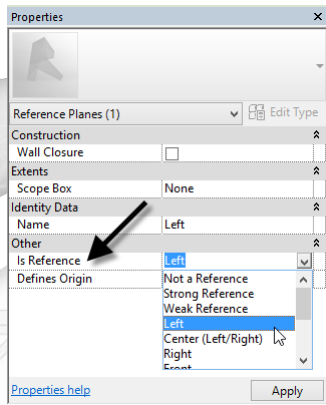 Properties
Reference Planes (1) Edit Type
Construction
Wall Closure
Extents
Scope Box None
Identity Data
Name Left
Other
Is Reference Left
Defines Origin Not a Reference
Strong Reference
Weak Reference
Left
Center (Left/Right)
Right
Front
Properties help Apply